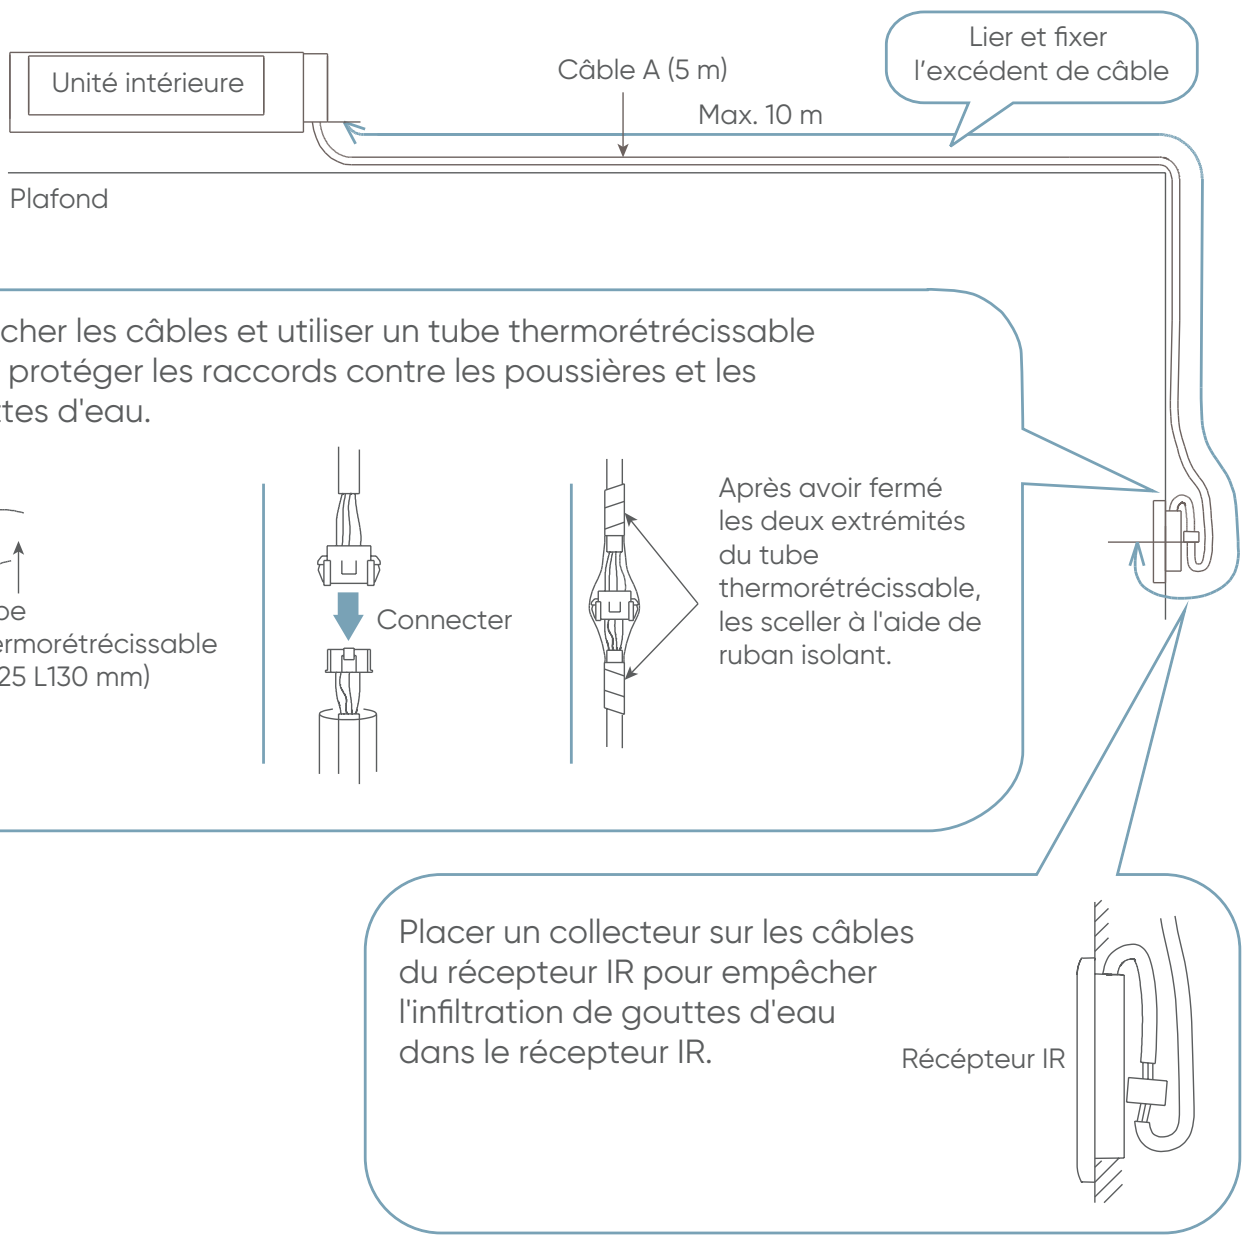 Lier et fixer
l'excédent de câble
Câble A (5 m)
Unité intérieure
Max. 10 m
Plafond
cher les câbles et utiliser un tube thermorétrécissable
protéger les raccords contre les poussières et les
ttes d'eau.
Après avoir fermé
les deux extrémités
du tube
thermorétrécissable,
les sceller à l'aide de
ruban isolant.
Connecter
be
ermorétrécissable
25 L130 mm)
Placer un collecteur sur les câbles
du récepteur IR pour empêcher
l'infiltration de gouttes d'eau
dans le récepteur IR.
Récépteur IR